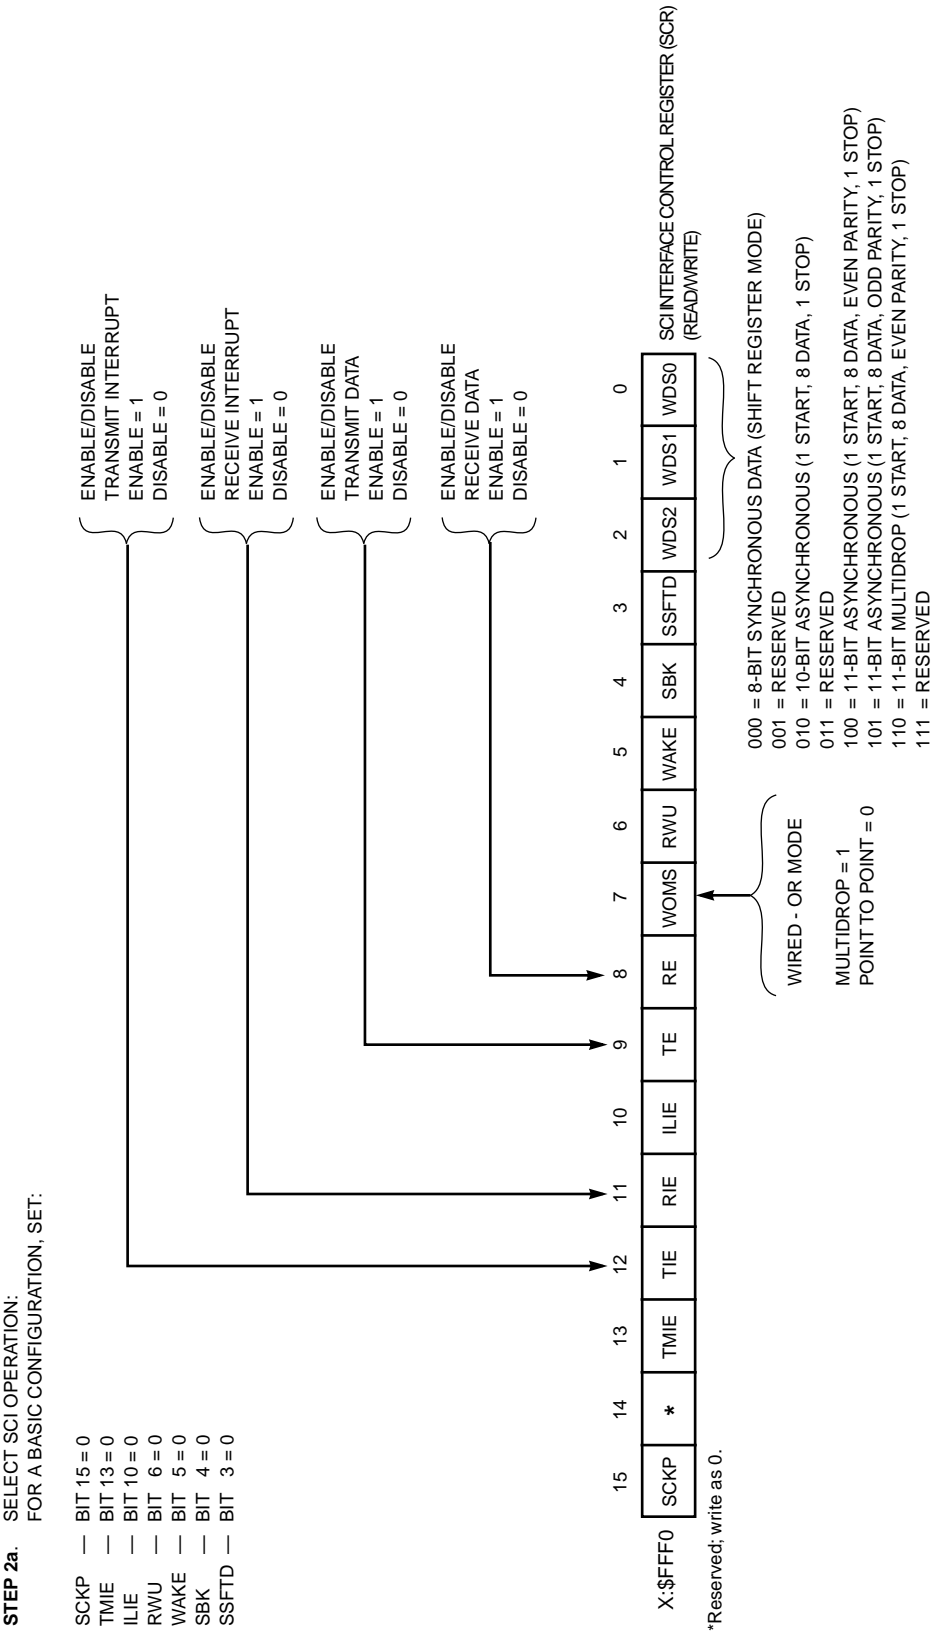 STEP 2a. SELECT SCI OPERATION:
FOR A BASIC CONFIGURATION, SET:
SCKP — BIT 15 = 0
TMIE — BIT 13 = 0
ILIE — BIT 10 = 0
RWU — BIT 6 = 0
WAKE — BIT 5 = 0
SBK — BIT 4 = 0
SSFTD — BIT 3 = 0
ENABLE/DISABLE
TRANSMIT INTERRUPT
ENABLE = 1
DISABLE = 0
ENABLE/DISABLE
RECEIVE INTERRUPT
ENABLE = 1
DISABLE = 0
ENABLE/DISABLE
TRANSMIT DATA
ENABLE = 1
DISABLE = 0
ENABLE/DISABLE
RECEIVE DATA
ENABLE = 1
DISABLE = 0
15 14 13 12 11 10 9 8 7 6 5 4 3 2 1 0
X:$FFF0 SCKP * TMIE TIE RIE ILIE TE RE WOMS RWU WAKE SBK SSFTD WDS2 WDS1 WDS0
SCI INTERFACE CONTROL REGISTER (SCR)
(READ/WRITE)
*Reserved; write as 0.
WIRED - OR MODE
MULTIDROP = 1
POINT TO POINT = 0
000 = 8-BIT SYNCHRONOUS DATA (SHIFT REGISTER MODE)
001 = RESERVED
010 = 10-BIT ASYNCHRONOUS (1 START, 8 DATA, 1 STOP)
011 = RESERVED
100 = 11-BIT ASYNCHRONOUS (1 START, 8 DATA, EVEN PARITY, 1 STOP)
101 = 11-BIT ASYNCHRONOUS (1 START, 8 DATA, ODD PARITY, 1 STOP)
110 = 11-BIT MULTIDROP (1 START, 8 DATA, EVEN PARITY, 1 STOP)
111 = RESERVED